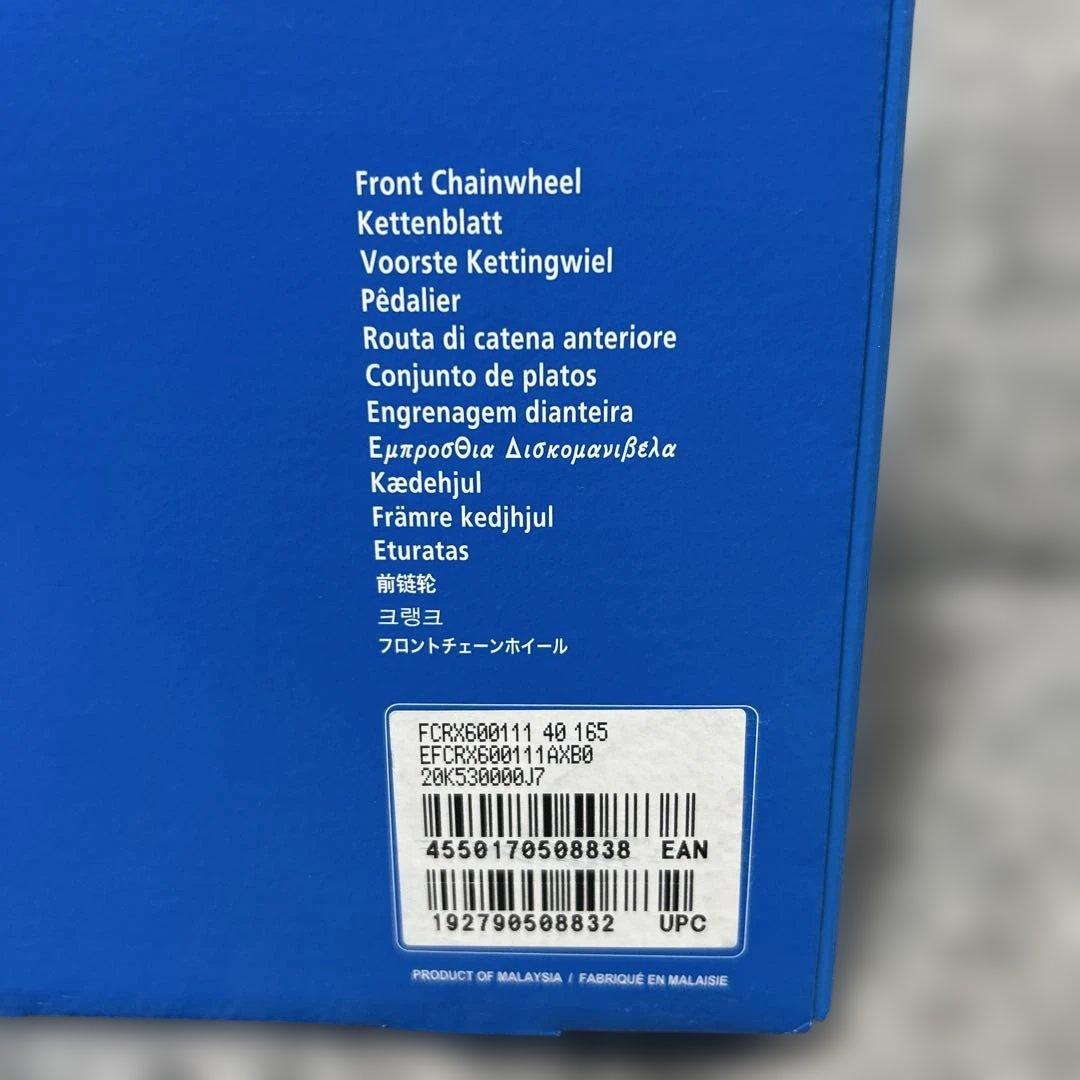 Front Chainwheel
Kettenblatt
Voorste Kettingwiel
Pêdalier
Routa di catena anteriore
Conjunto de platos
Engrenagem dianteira
ΕμπροσΘια Δισκομανιβέλα
Kædehjul
Främre kedjhjul
Eturatas
前链轮
크랭크
フロントチェーンホイール
FCRX600111 40 165
EFCRX600111AXB0
20K530000J7
4550170508838 EAN
192790508832 UPC
PRODUCT OF MALAYSIA / FABRIQUÉ EN MALAISIE